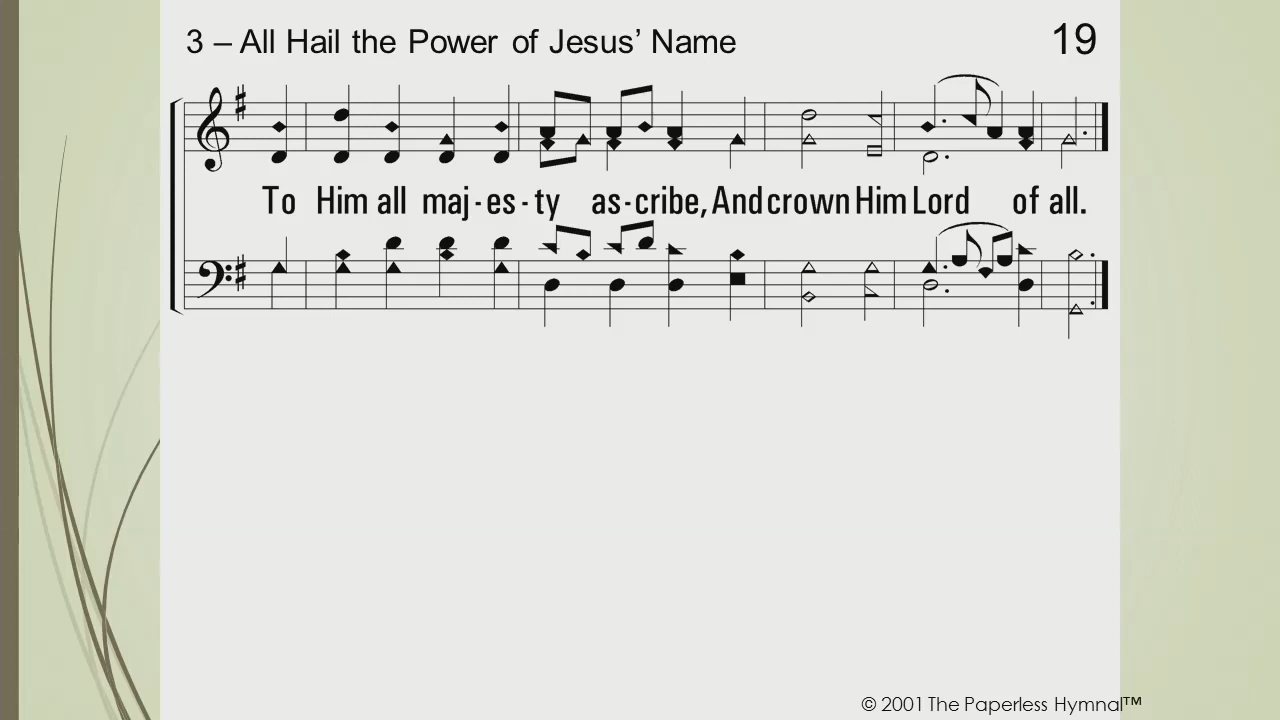 3 – All Hail the Power of Jesus’ Name 19
To Him all maj - es - ty as - cribe, And crown Him Lord of all.
© 2001 The Paperless Hymnal™